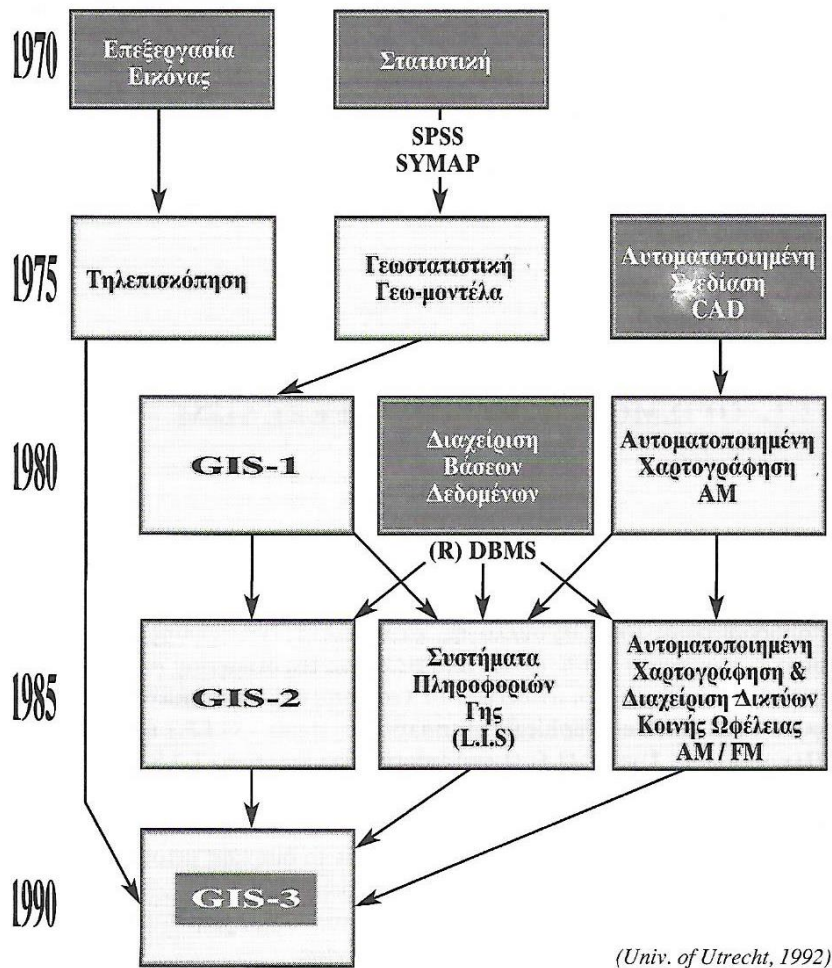 1970
Επεξεργασία
Εικόνας
Στατιστική
SPSS
SYMAP
1975
Τηλεπισκόπηση
Γεωστατιστική
Γεω-μοντέλα
Αυτοματοποιημένη
Σχεδίαση
CAD
1980
GIS-1
Διαχείριση
Βάσεων
Δεδομένων
Αυτοματοποιημένη
Χαρτογράφηση
AM
(R) DBMS
1985
GIS-2
Συστήματα
Πληροφοριών
Γης
(L.I.S)
Αυτοματοποιημένη
Χαρτογράφηση &
Διαχείριση Δικτύων
Κοινής Ωφέλειας
AM / FM
1990
GIS-3
(Univ. of Utrecht, 1992)